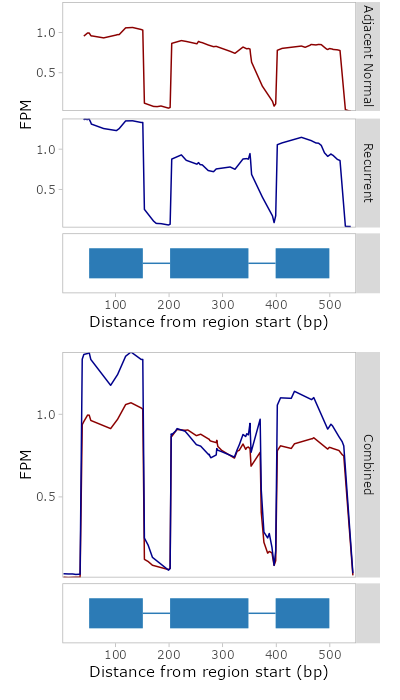 1.0
0.5
Adjacent Normal
FPM
1.0
0.5
Recurrent
100 200 300 400 500
Distance from region start (bp)
1.0
0.5
FPM
Combined
100 200 300 400 500
Distance from region start (bp)